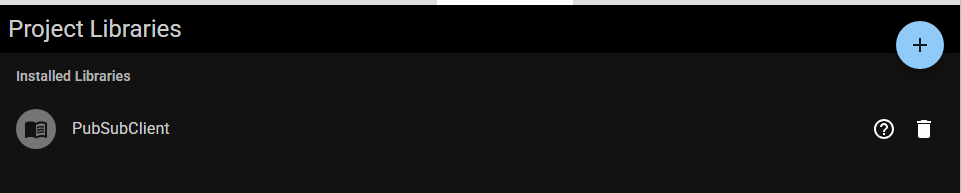 Project Libraries
Installed Libraries
PubSubClient